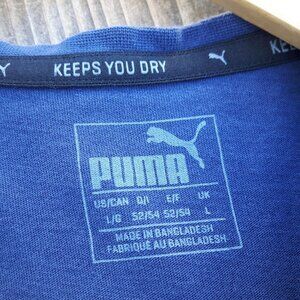 KEEPS YOU DRY
PUMA
US/CAN D/I E/F UK
L/G 52/54 52/54 L
MADE IN BANGLADESH
FABRIQUÉ AU BANGLADESH